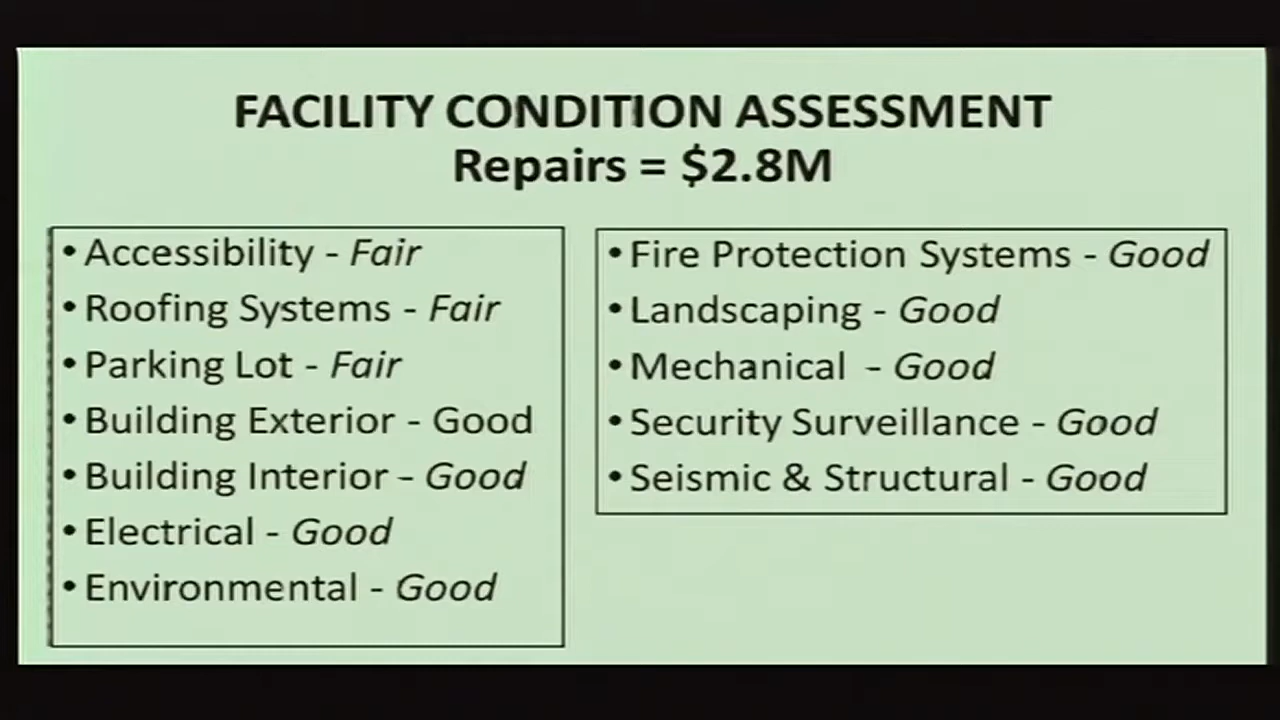 FACILITY CONDITION ASSESSMENT
Repairs = $2.8M
• Accessibility - Fair
• Roofing Systems - Fair
• Parking Lot - Fair
• Building Exterior - Good
• Building Interior - Good
• Electrical - Good
• Environmental - Good
• Fire Protection Systems - Good
• Landscaping - Good
• Mechanical - Good
• Security Surveillance - Good
• Seismic & Structural - Good